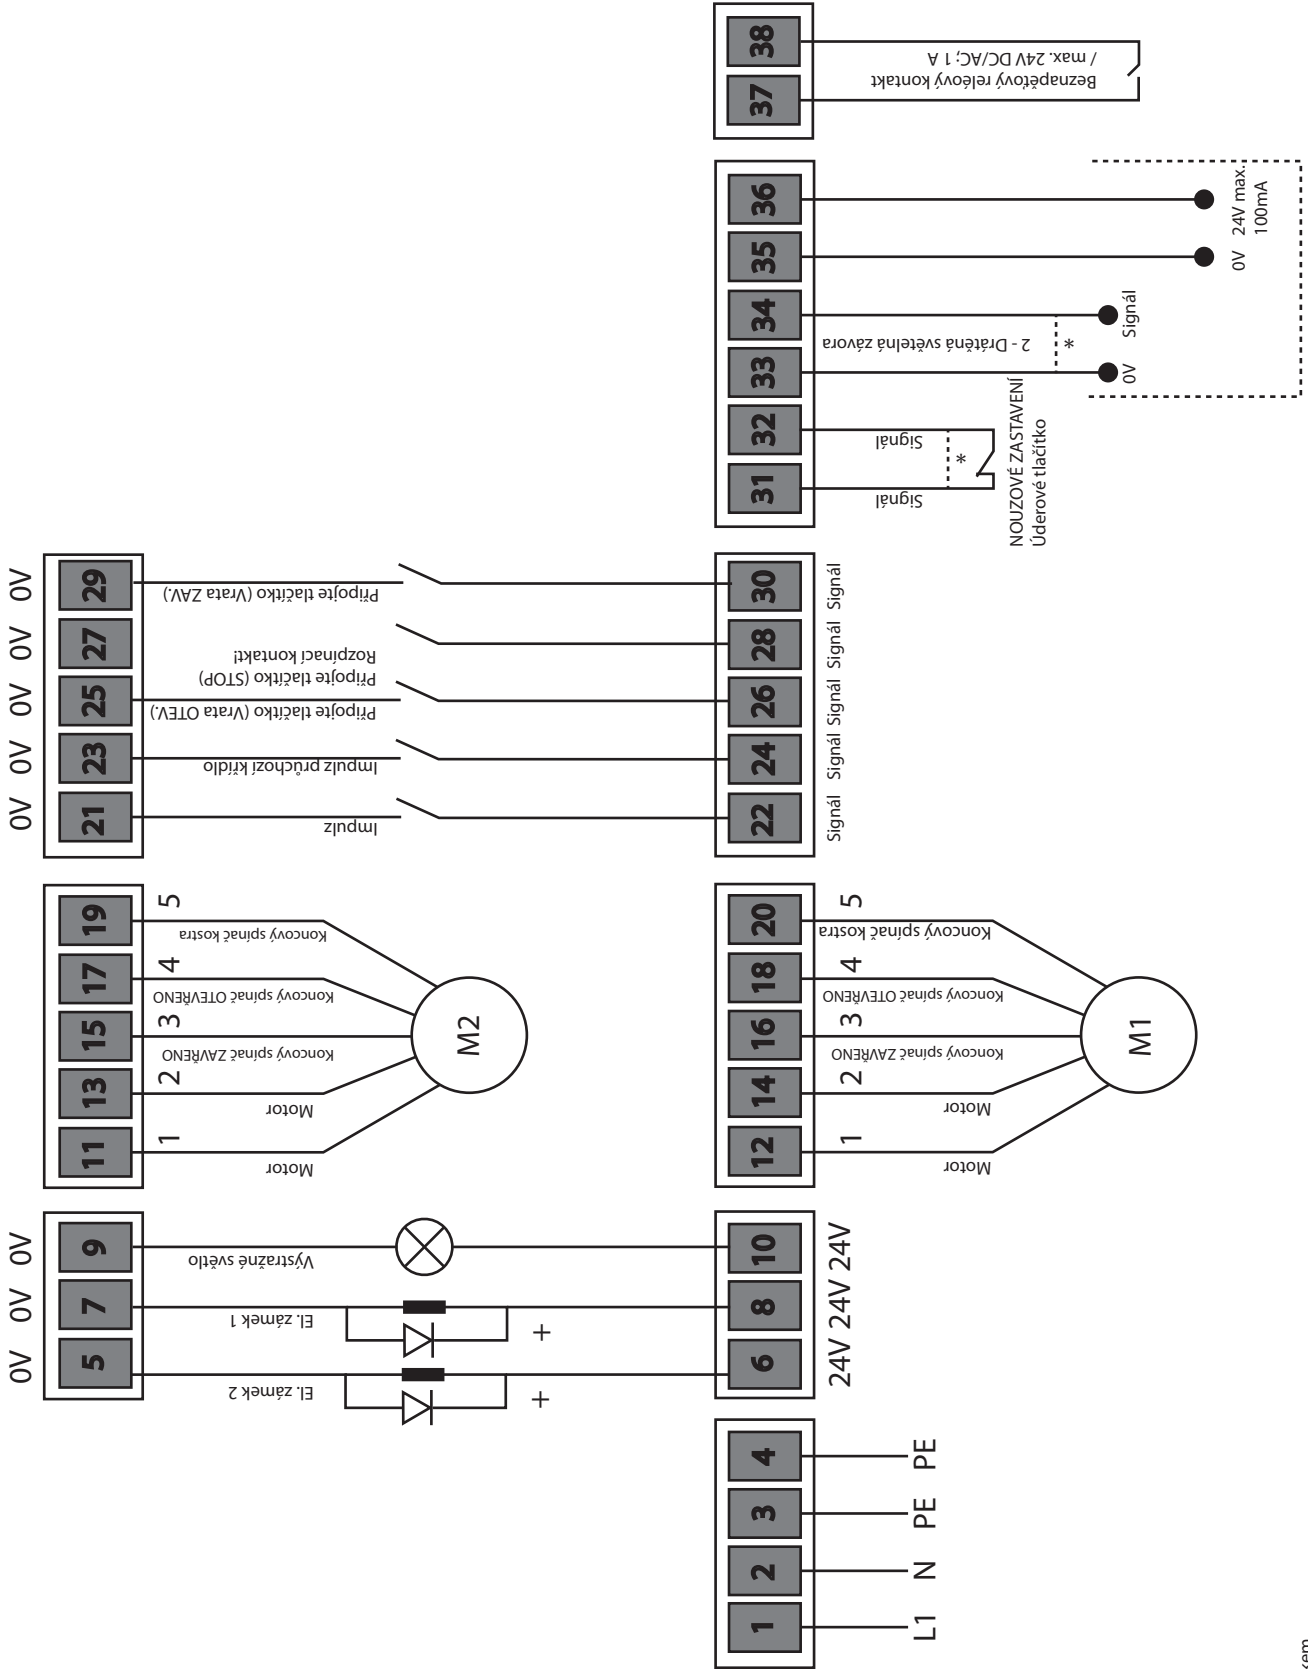 38
37
Beznapěťový reléový kontakt
/ max. 24V DC/AC; 1 A
36
35
34
33
32
31
24V max.
100mA
0V
Signál
0V
2 - Drátěná světelná závora
*
Signál
Signál
*
NOUZOVÉ ZASTAVENÍ
Úderové tlačítko
0V 0V 0V 0V 0V
29
27
25
23
21
Připojte tlačítko (Vrata ZAV.)
Připojte tlačítko (STOP)
Rozpínací kontakt!
Připojte tlačítko (Vrata OTEV.)
Impulz průchozí křídlo
Impulz
30
28
26
24
22
Signál
Signál
Signál
Signál
Signál
19
17
15
13
11
5
4
3
2
1
Koncový spínač kostra
Koncový spínač OTEVŘENO
Koncový spínač ZAVŘENO
Motor
Motor
M2
20
18
16
14
12
5
4
3
2
1
Koncový spínač kostra
Koncový spínač OTEVŘENO
Koncový spínač ZAVŘENO
Motor
Motor
M1
0V 0V 0V
9
7
5
Výstražné světlo
El. zámek 1
El. zámek 2
+
+
10
8
6
24V 24V 24V
4
3
2
1
PE
PE
N
L1